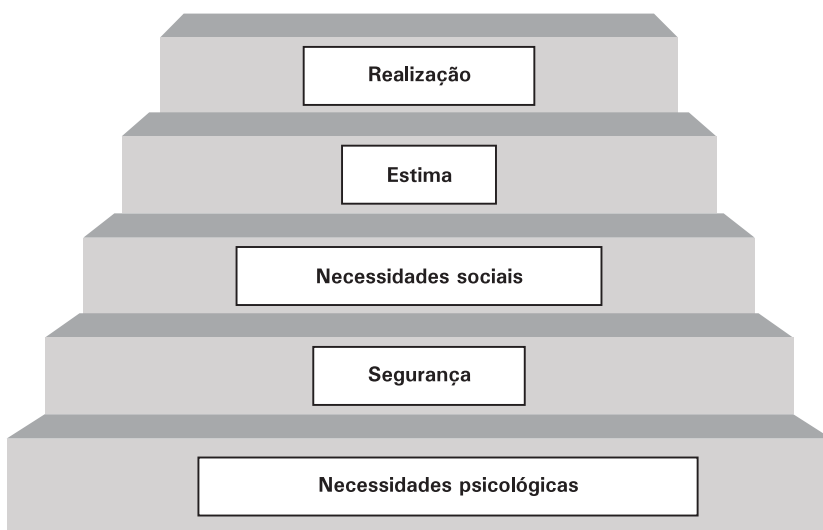 Realização
Estima
Necessidades sociais
Segurança
Necessidades psicológicas